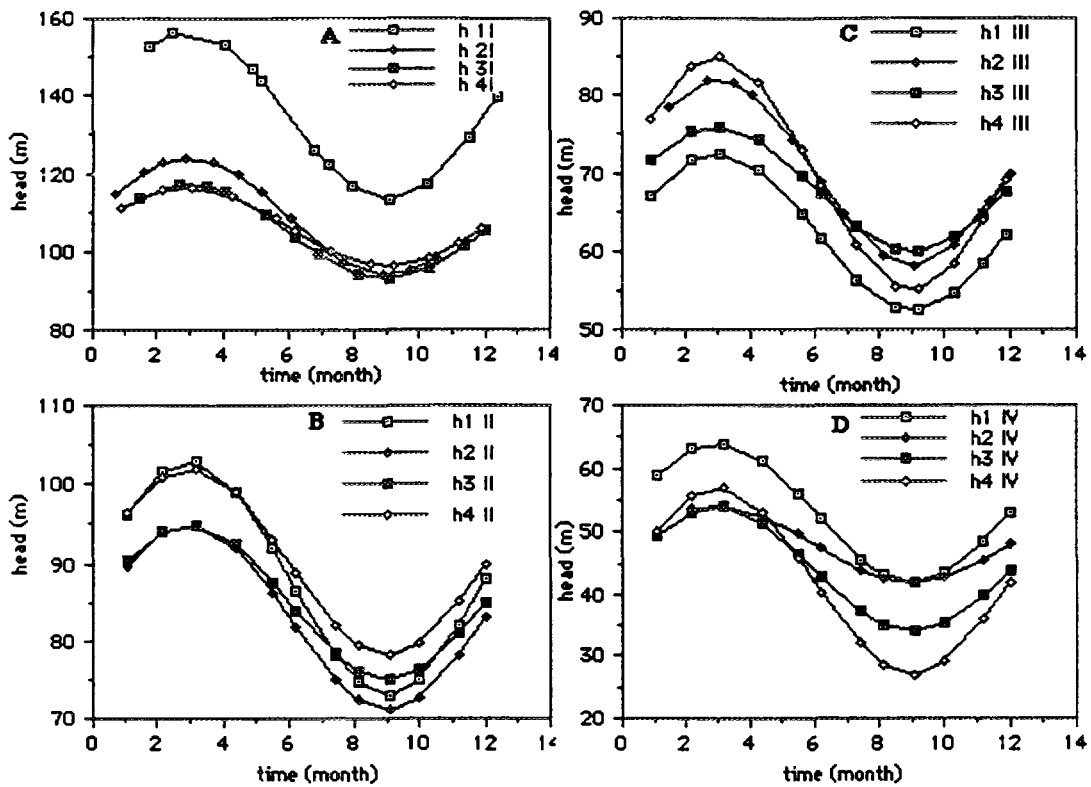 A
h 1I
h 2I
h 3I
h 4I
160
140
120
100
80
head (m)
0 2 4 6 8 10 12 14
time (month)
C
h1 III
h2 III
h3 III
h4 III
90
80
70
60
50
head (m)
0 2 4 6 8 10 12 14
time (month)
B
h1 II
h2 II
h3 II
h4 II
110
100
90
80
70
head (m)
0 2 4 6 8 10 12 14
time (month)
D
h1 IV
h2 IV
h3 IV
h4 IV
70
60
50
40
30
20
head (m)
0 2 4 6 8 10 12 14
time (month)